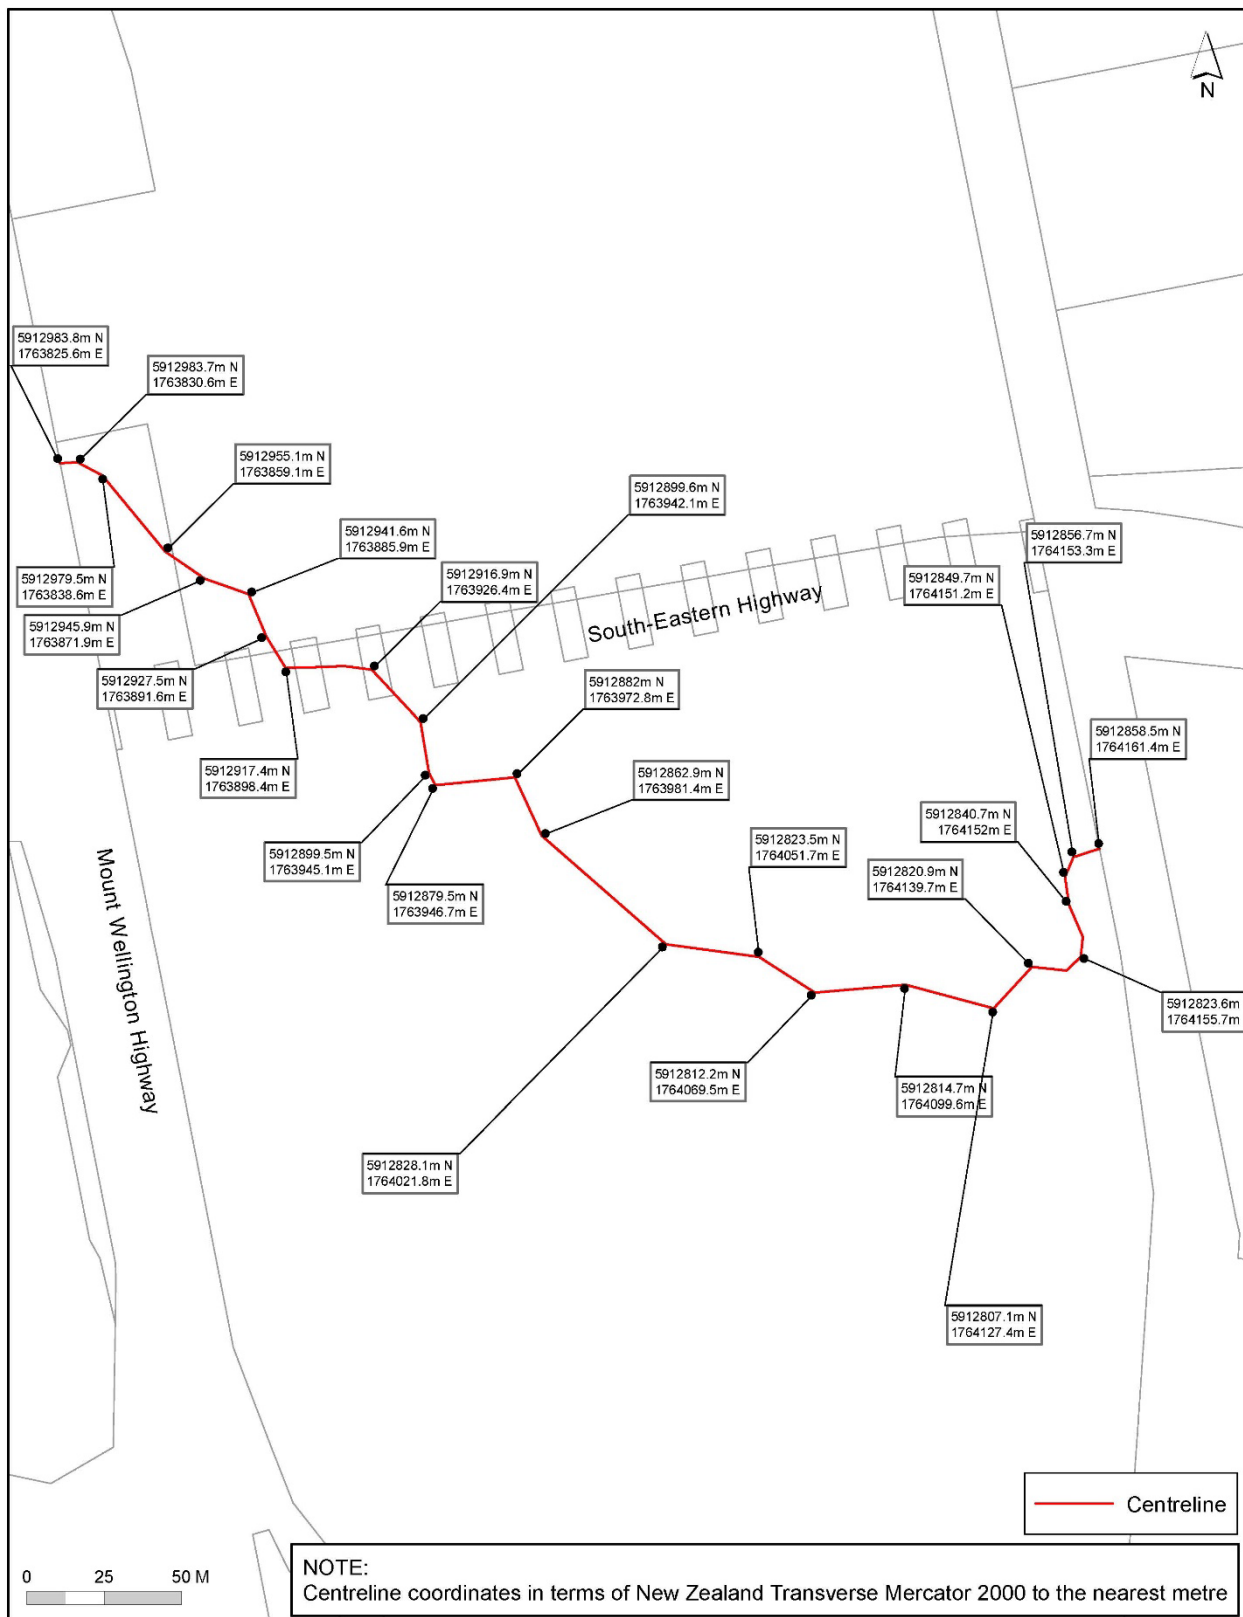 N
5912983.8m N
1763825.6m E
5912983.7m N
1763830.6m E
5912955.1m N
1763859.1m E
5912899.6m N
1763942.1m E
5912941.6m N
1763885.9m E
5912856.7m N
1764153.3m E
5912916.9m N
1763926.4m E
5912849.7m N
1764151.2m E
5912979.5m N
1763838.6m E
South-Eastern Highway
5912945.9m N
1763871.9m E
5912927.5m N
1763891.6m E
5912882m N
1763972.8m E
5912858.5m N
1764161.4m E
5912917.4m N
1763898.4m E
5912862.9m N
1763981.4m E
5912840.7m N
1764152m E
5912823.5m N
1764051.7m E
5912899.5m N
1763945.1m E
5912820.9m N
1764139.7m E
5912879.5m N
1763946.7m E
Mount Wellington Highway
5912823.6m
1764155.7m
5912812.2m N
1764069.5m E
5912814.7m N
1764099.6m E
5912828.1m N
1764021.8m E
5912807.1m N
1764127.4m E
Centreline
0 25 50 M
NOTE:
Centreline coordinates in terms of New Zealand Transverse Mercator 2000 to the nearest metre